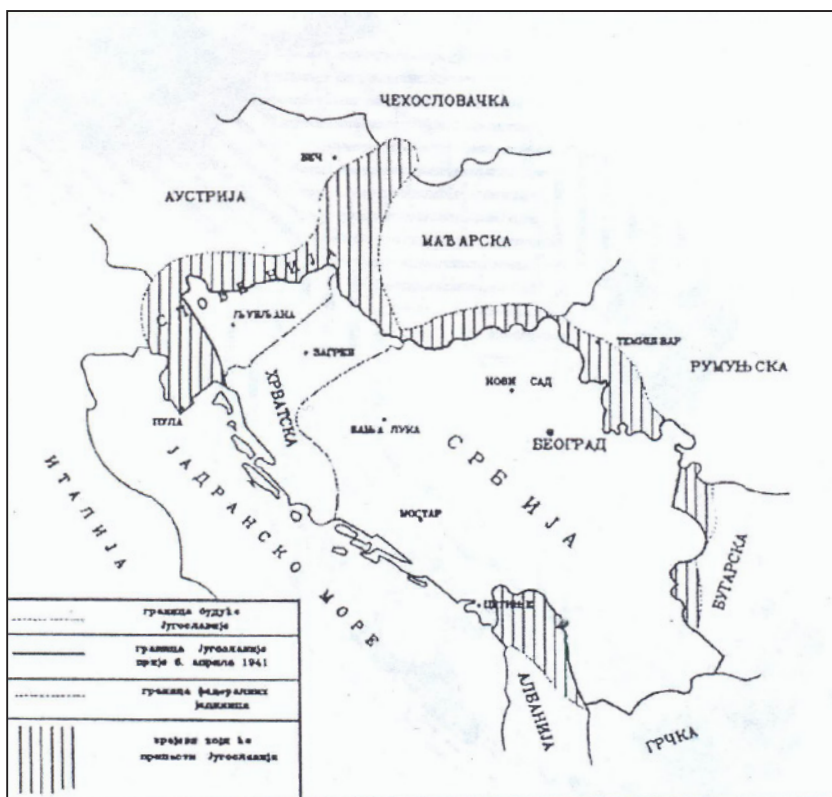 ЧЕХОСЛОВАЧКА
БЕЧ
АУСТРИЈА
МАЂАРСКА
СЛОВЕНИЈА
ЉУБЉАНА
ТЕМИШВАР
ЗАГРЕБ
РУМУЊСКА
НОВИ САД
ХРВАТСКА
ПУЛА
БАЊА ЛУКА
БЕОГРАД
СРБИЈА
ЈАДРАНСКО МОРЕ
ИТАЛИЈА
МОСТАР
БУГАРСКА
ЦЕТИЊЕ
АЛБАНИЈА
ГРЧКА
граница будуће
Југославије
граница Југославије
прије 6. априла 1941
граница федералних
јединица
крајеви који ће
припасти Југославији